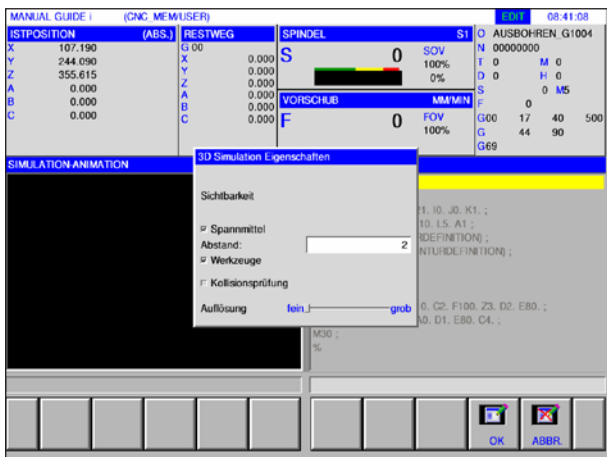 MANUAL GUIDE i (CNC_MEM/USER) EDIT 08:41:08
ISTPOSITION (ABS.) RESTWEG SPINDEL S1 O AUSBOHREN_G1004
X 107.190 G 00 N 00000000
Y 244.090 X 0.000 S 0 SOV 100% T 0 M 0
Z 355.615 Y 0.000 0% D 0 H 0
A 0.000 Z 0.000 S 0 M5
B 0.000 A 0.000 VORSCHUB MM/MIN F 0
C 0.000 B 0.000 F 0 FOV 100% G00 17 40 500
C 0.000 G 44 90
G69
SIMULATION-ANIMATION
3D Simulation Eigenschaften
Sichtbarkeit
Spannmittel
Abstand: 2
Werkzeuge
Kollisionsprüfung
Auflösung fein grob
1. I0. J0. K1. ;
10. L5. A1 ;
RDEFINITION) ;
NTURDEFINITION) ;
0. C2. F100. Z3. D2. E80. ;
A0. D1. E80. C4. ;
M30 ;
%
OK ABBR.